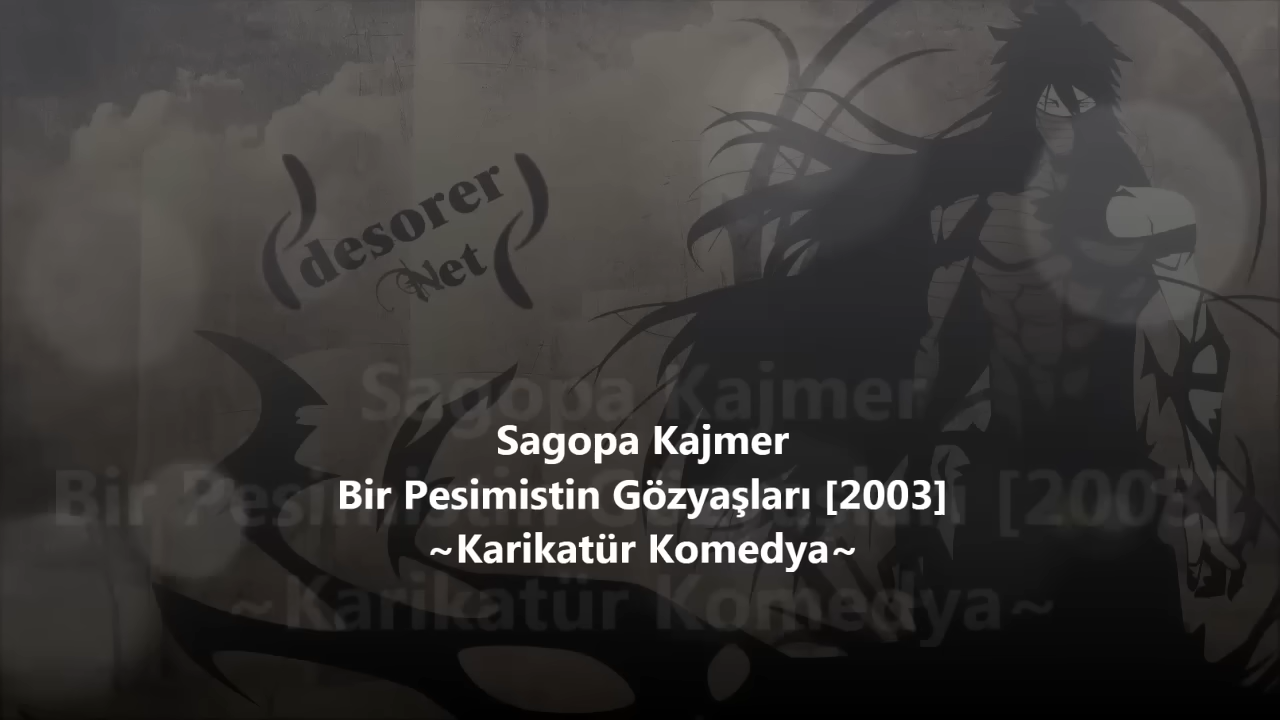 desorer
Net
Sagopa Kajmer
Bir Pesimistin Gözyaşları [2003]
~Karikatür Komedya~